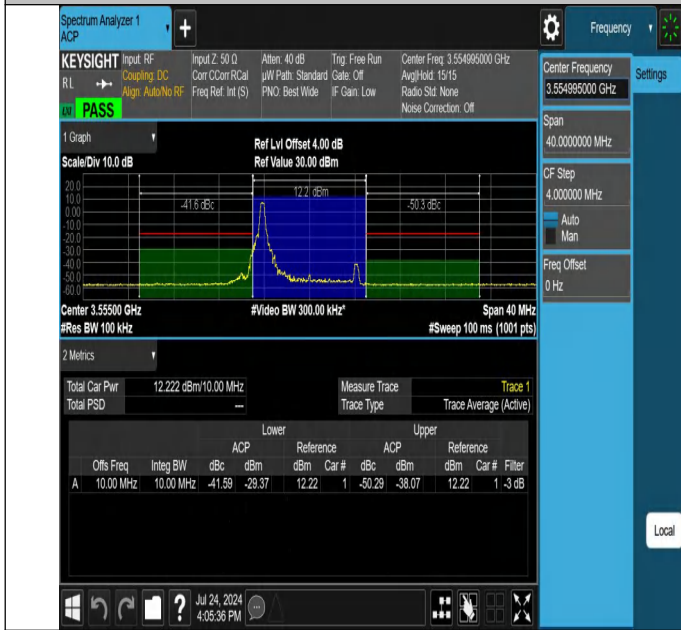 Spectrum Analyzer 1
ACP
+
Frequency
KEYSIGHT
RL
PASS
Input: RF
Coupling: DC
Align: Auto/No RF
Input Z: 50 Ω
Corr CCorr RCal
Freq Ref: Int (S)
Atten: 40 dB
µW Path: Standard
PNO: Best Wide
Trig: Free Run
Gate: Off
IF Gain: Low
Center Freq: 3.554995000 GHz
Avg|Hold: 15/15
Radio Std: None
Noise Correction: Off
Center Frequency
3.554995000 GHz
Settings
Span
40.0000000 MHz
CF Step
4.000000 MHz
Auto
Man
Freq Offset
0 Hz
1 Graph
Scale/Div 10.0 dB
Ref Lvl Offset 4.00 dB
Ref Value 30.00 dBm
20.0
10.0
0.00
-10.0
-20.0
-30.0
-40.0
-50.0
-60.0
-41.6 dBc
12.2 dBm
-50.3 dBc
Center 3.55500 GHz
#Video BW 300.00 kHz*
Span 40 MHz
#Res BW 100 kHz
#Sweep 100 ms (1001 pts)
2 Metrics
Total Car Pwr 12.222 dBm/10.00 MHz
Total PSD ---
Measure Trace Trace 1
Trace Type Trace Average (Active)
Lower Upper
ACP Reference ACP Reference
Offs Freq Integ BW dBc dBm dBm Car # dBc dBm dBm Car # Filter
A 10.00 MHz 10.00 MHz -41.59 -29.37 12.22 1 -50.29 -38.07 12.22 1 -3 dB
Local
?
Jul 24, 2024
4:05:36 PM